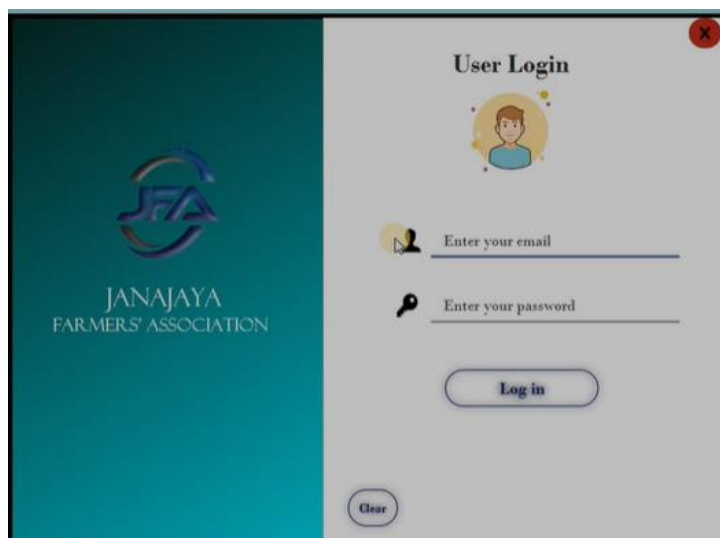 X
User Login
JFA
Enter your email
JANAJAYA
FARMERS' ASSOCIATION
Enter your password
Log in
Clear